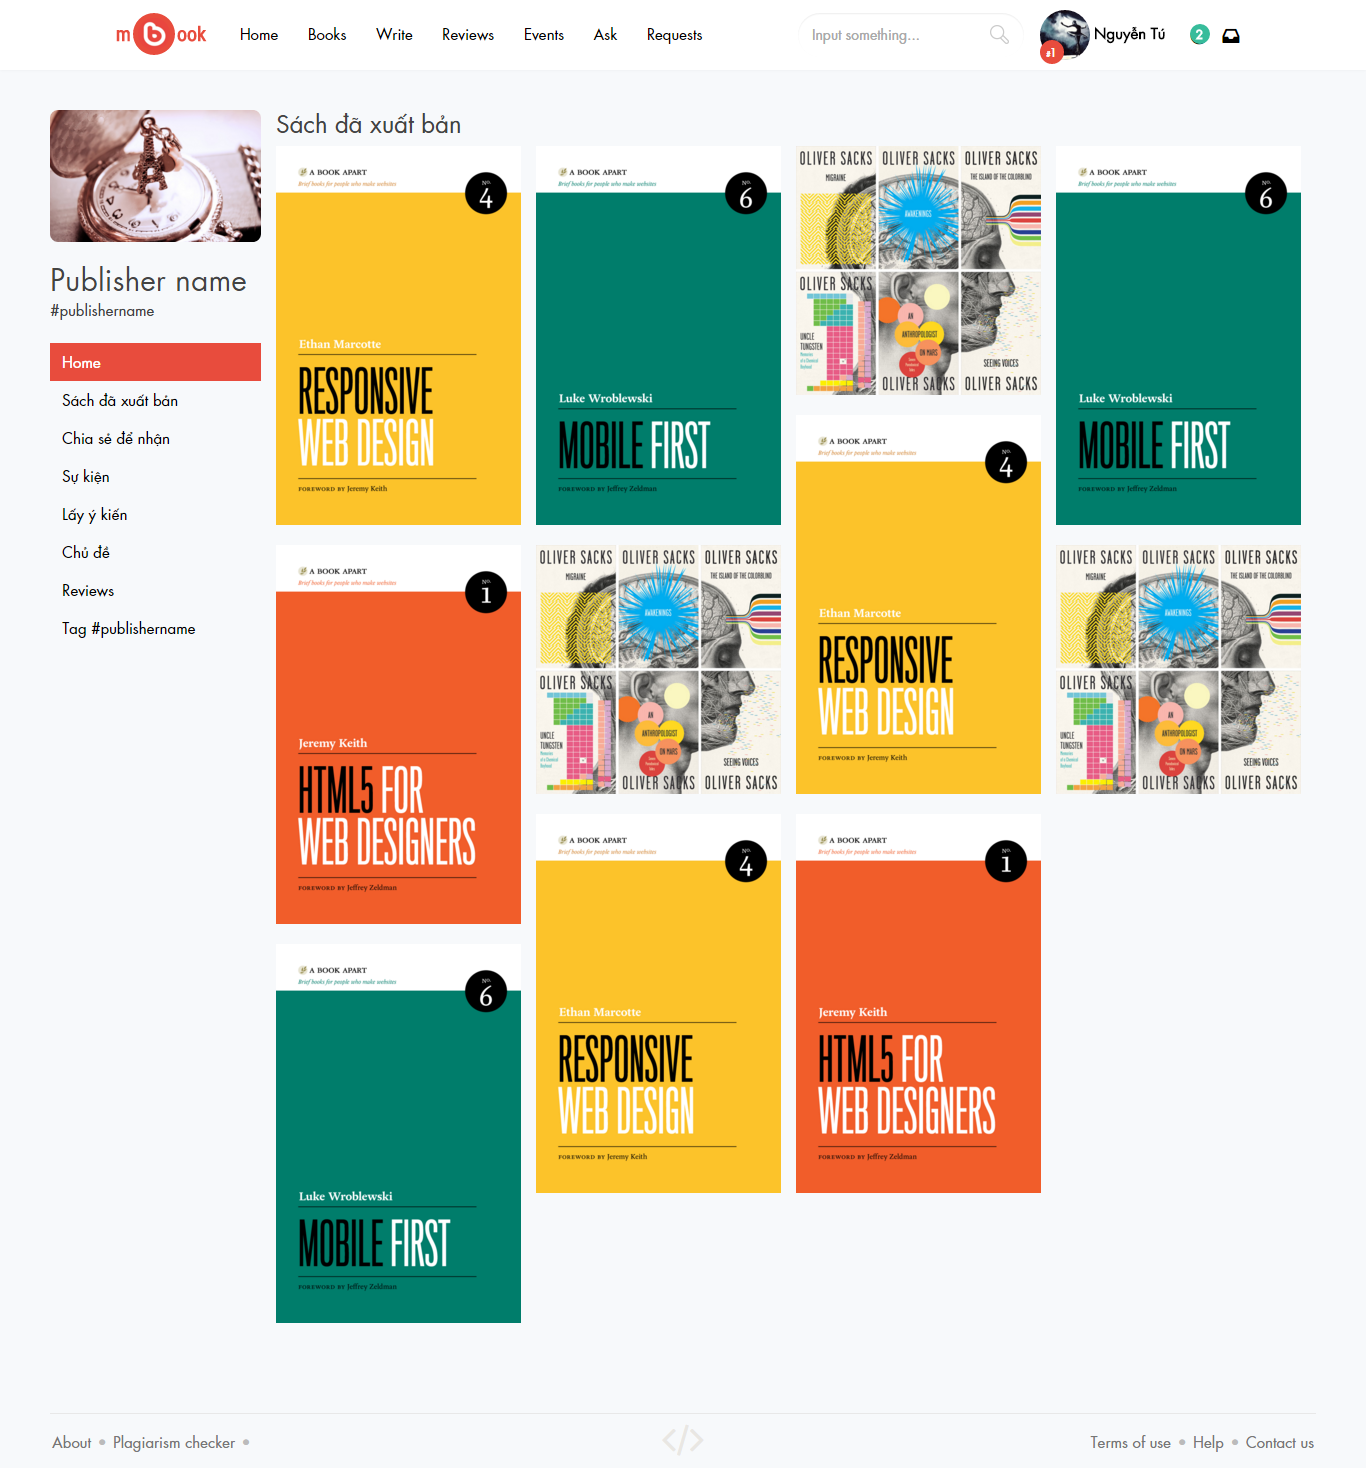 mbook
Home
Books
Write
Reviews
Events
Ask
Requests
Input something...
#1
Nguyễn Tú
2
Publisher name
#publishername
Home
Sách đã xuất bản
Chia sẻ để nhận
Sự kiện
Lấy ý kiến
Chủ đề
Reviews
Tag #publishername
Sách đã xuất bản
A BOOK APART
Brief books for people who make websites
No.
4
Ethan Marcotte
RESPONSIVE
WEB DESIGN
FOREWORD BY Jeremy Keith
A BOOK APART
Brief books for people who make websites
No.
6
Luke Wroblewski
MOBILE FIRST
FOREWORD BY Jeffrey Zeldman
OLIVER SACKS
MIGRAINE
OLIVER SACKS
AWAKENINGS
OLIVER SACKS
THE ISLAND OF THE COLORBLIND
OLIVER SACKS
UNCLE
TUNGSTEN
Memories
of a Chemical
Boyhood
AN
ANTHROPOLOGIST
ON MARS
OLIVER SACKS
SEEING VOICES
OLIVER SACKS
A BOOK APART
Brief books for people who make websites
No.
6
Luke Wroblewski
MOBILE FIRST
FOREWORD BY Jeffrey Zeldman
A BOOK APART
Brief books for people who make websites
No.
4
Ethan Marcotte
RESPONSIVE
WEB DESIGN
FOREWORD BY Jeremy Keith
A BOOK APART
Brief books for people who make websites
No.
1
Jeremy Keith
HTML5 FOR
WEB DESIGNERS
FOREWORD BY Jeffrey Zeldman
OLIVER SACKS
MIGRAINE
OLIVER SACKS
AWAKENINGS
OLIVER SACKS
THE ISLAND OF THE COLORBLIND
OLIVER SACKS
UNCLE
TUNGSTEN
Memories
of a Chemical
Boyhood
AN
ANTHROPOLOGIST
ON MARS
OLIVER SACKS
SEEING VOICES
OLIVER SACKS
OLIVER SACKS
MIGRAINE
OLIVER SACKS
AWAKENINGS
OLIVER SACKS
THE ISLAND OF THE COLORBLIND
OLIVER SACKS
UNCLE
TUNGSTEN
Memories
of a Chemical
Boyhood
AN
ANTHROPOLOGIST
ON MARS
OLIVER SACKS
SEEING VOICES
OLIVER SACKS
A BOOK APART
Brief books for people who make websites
No.
4
Ethan Marcotte
RESPONSIVE
WEB DESIGN
FOREWORD BY Jeremy Keith
A BOOK APART
Brief books for people who make websites
No.
1
Jeremy Keith
HTML5 FOR
WEB DESIGNERS
FOREWORD BY Jeffrey Zeldman
A BOOK APART
Brief books for people who make websites
No.
6
Luke Wroblewski
MOBILE FIRST
FOREWORD BY Jeffrey Zeldman
About • Plagiarism checker •
</>
Terms of use • Help • Contact us